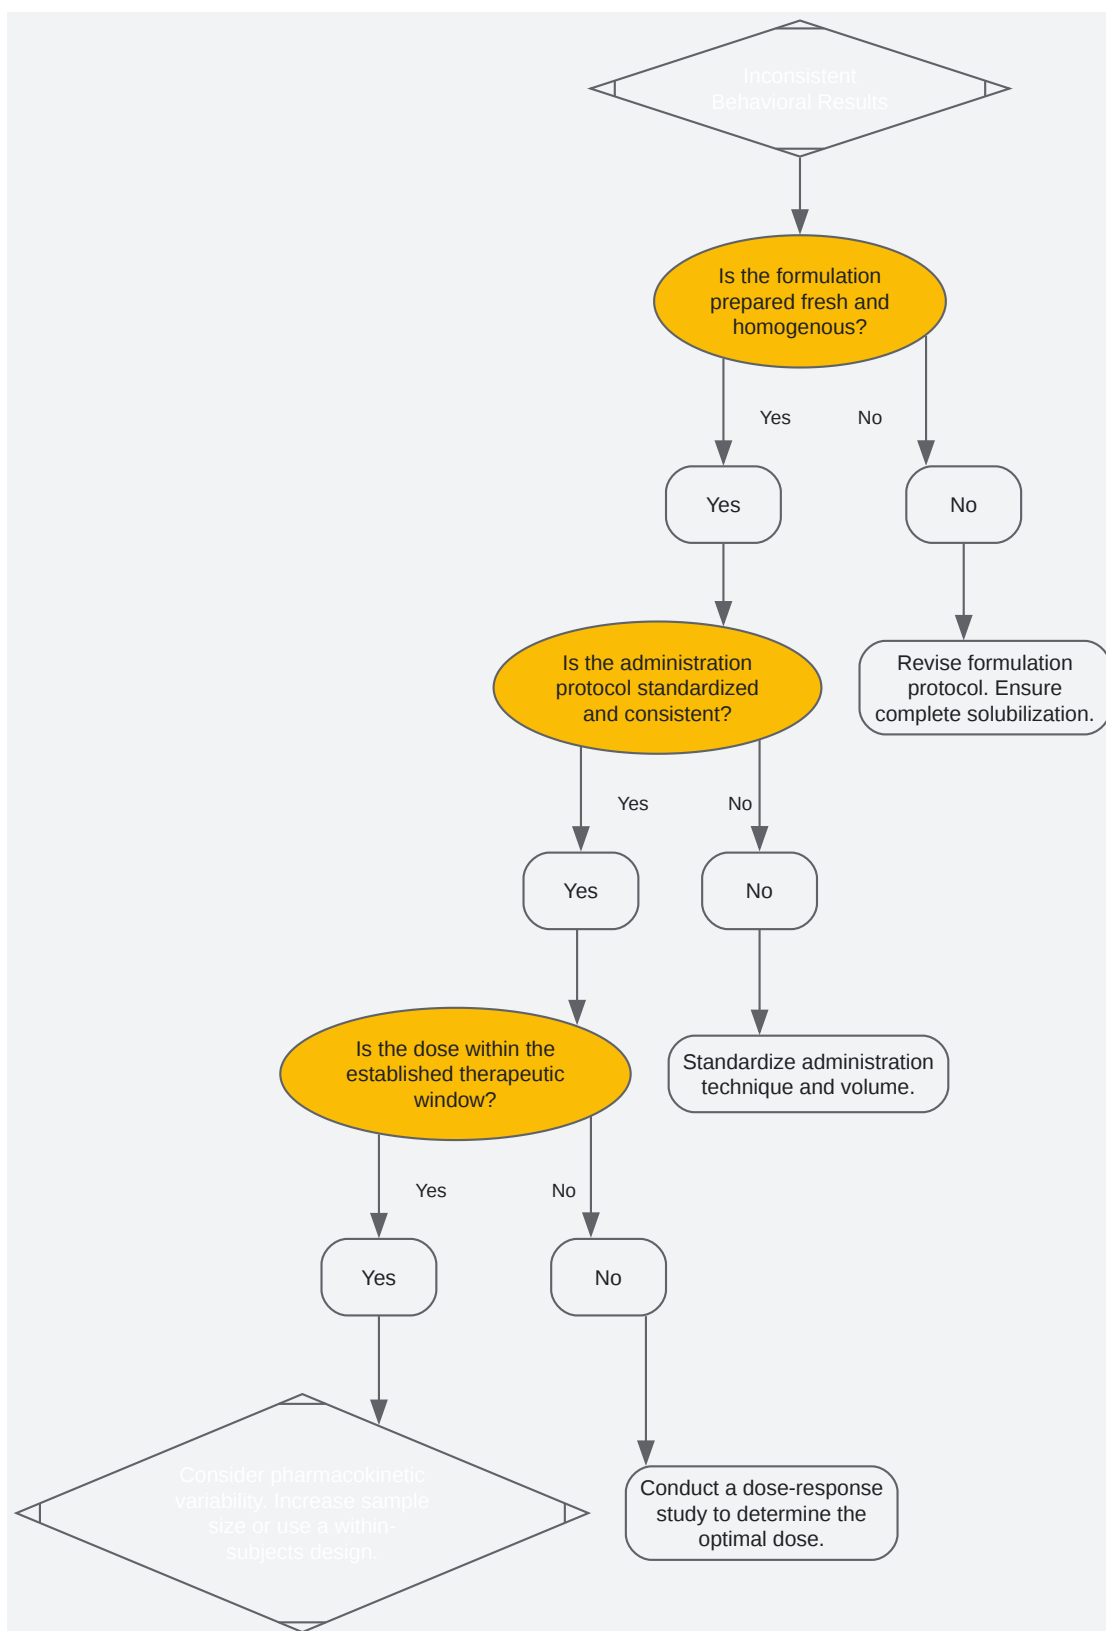 Inconsistent
Behavioral Results
Is the formulation
prepared fresh and
homogenous?
Yes
No
Yes
No
Is the administration
protocol standardized
and consistent?
Revise formulation
protocol. Ensure
complete solubilization.
Yes
No
Yes
No
Is the dose within the
established therapeutic
window?
Standardize administration
technique and volume.
Yes
No
Yes
No
Consider pharmacokinetic
variability. Increase sample
size or use a within-
subjects design.
Conduct a dose-response
study to determine the
optimal dose.